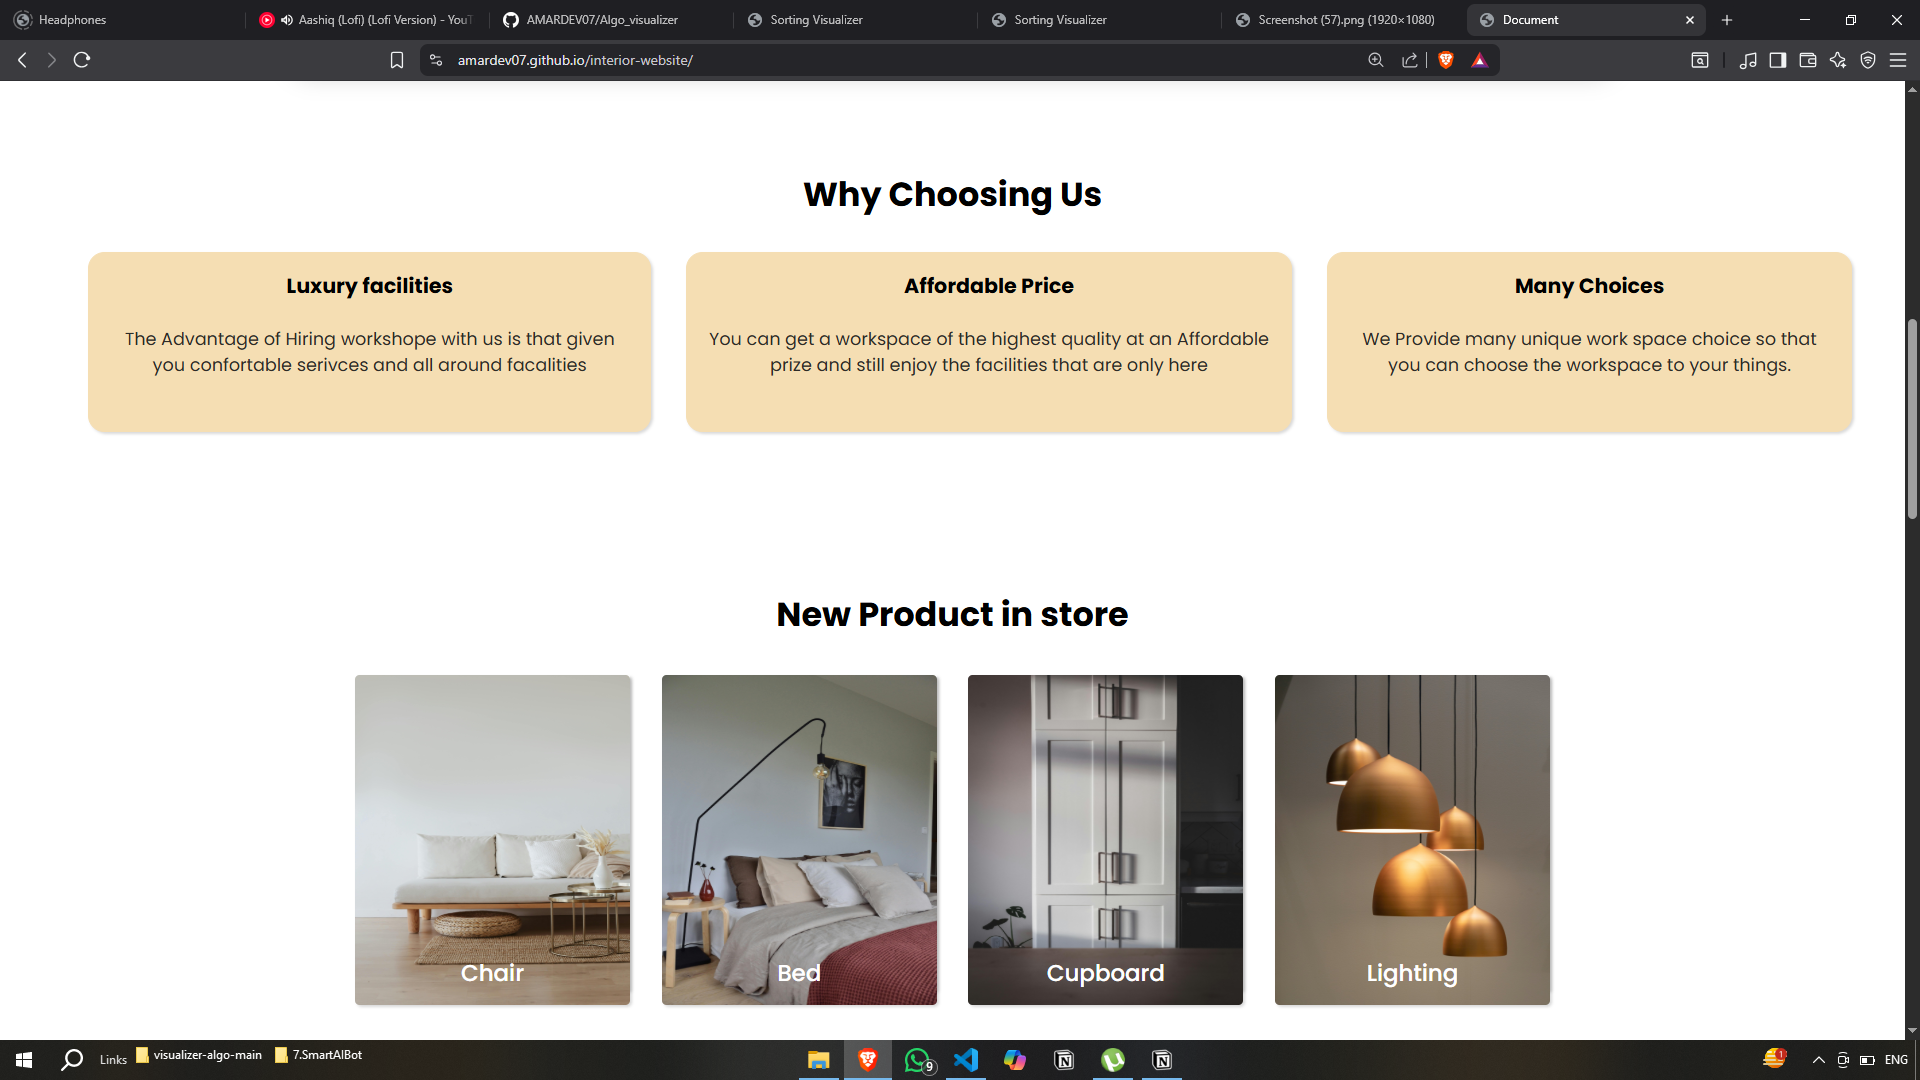 Headphones
Aashiq (Lofi) (Lofi Version) - YouT
AMARDEV07/Algo_visualizer
Sorting Visualizer
Sorting Visualizer
Screenshot (57).png (1920×1080)
Document
amardev07.github.io/interior-website/
Why Choosing Us
Luxury facilities
The Advantage of Hiring workshope with us is that given
you confortable serivces and all around facalities
Affordable Price
You can get a workspace of the highest quality at an Affordable
prize and still enjoy the facilities that are only here
Many Choices
We Provide many unique work space choice so that
you can choose the workspace to your things.
New Product in store
Chair
Bed
Cupboard
Lighting
Links
visualizer-algo-main
7.SmartAIBot
9
1
ENG